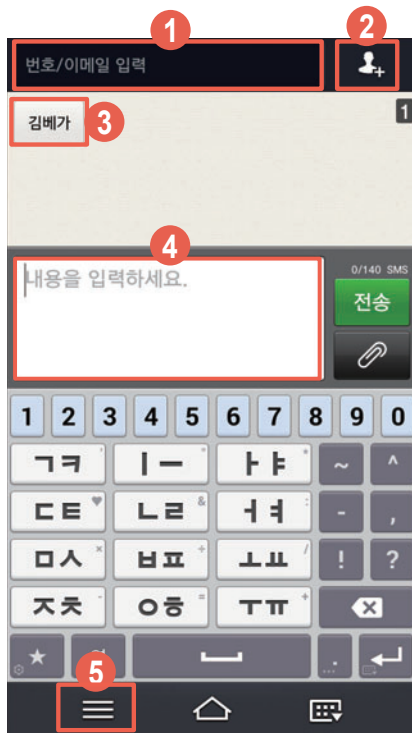 1
2
번호/이메일 입력
김베가
3
1
4
내용을 입력하세요.
0/140 SMS
전송
1 2 3 4 5 6 7 8 9 0
ㄱㅋ ㅣㅡ ㅏㅑ ~ ^
ㄷㅌ ㄴㄹ & ㅓㅕ : - ,
ㅁㅅ × ㅂㅍ + ㅗㅛ / ! ?
ㅈㅊ - ㅇㅎ = ㅜㅠ
.
5